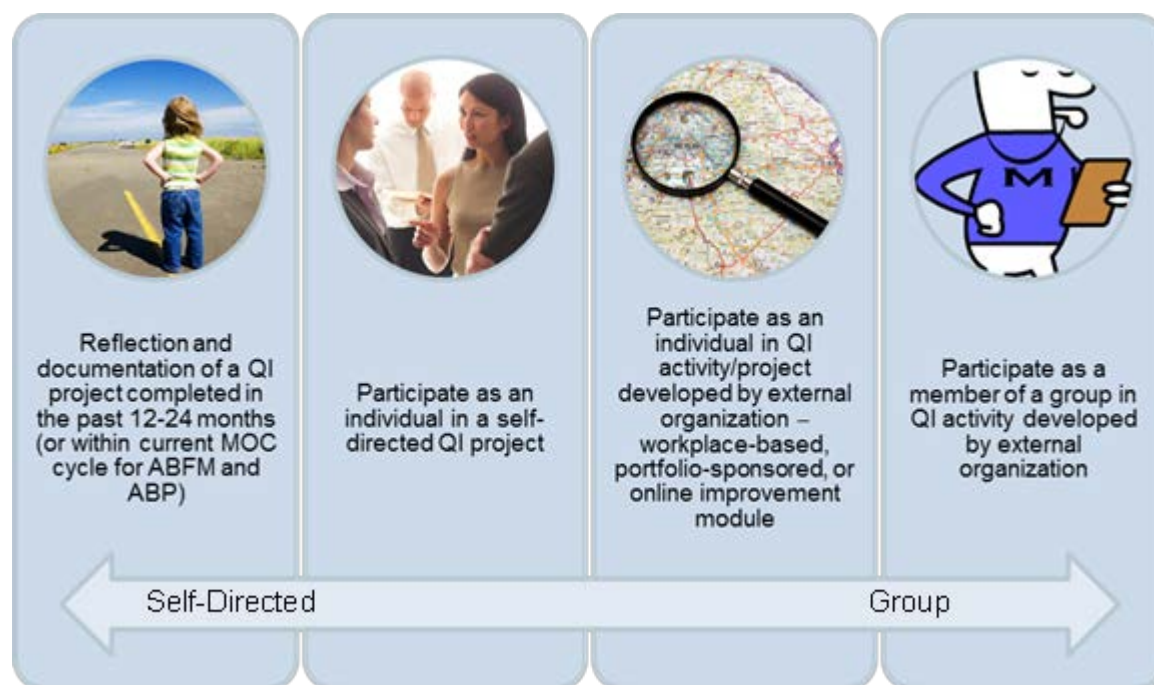 Reflection and
documentation of a QI
project completed in
the past 12-24 months
(or within current MOC
cycle for ABFM and
ABP)
Participate as an
individual in a self-
directed QI project
Participate as an
individual in QI
activity/project
developed by external
organization –
workplace-based,
portfolio-sponsored, or
online improvement
module
M
Participate as a
member of a group in
QI activity developed
by external
organization
Self-Directed
Group